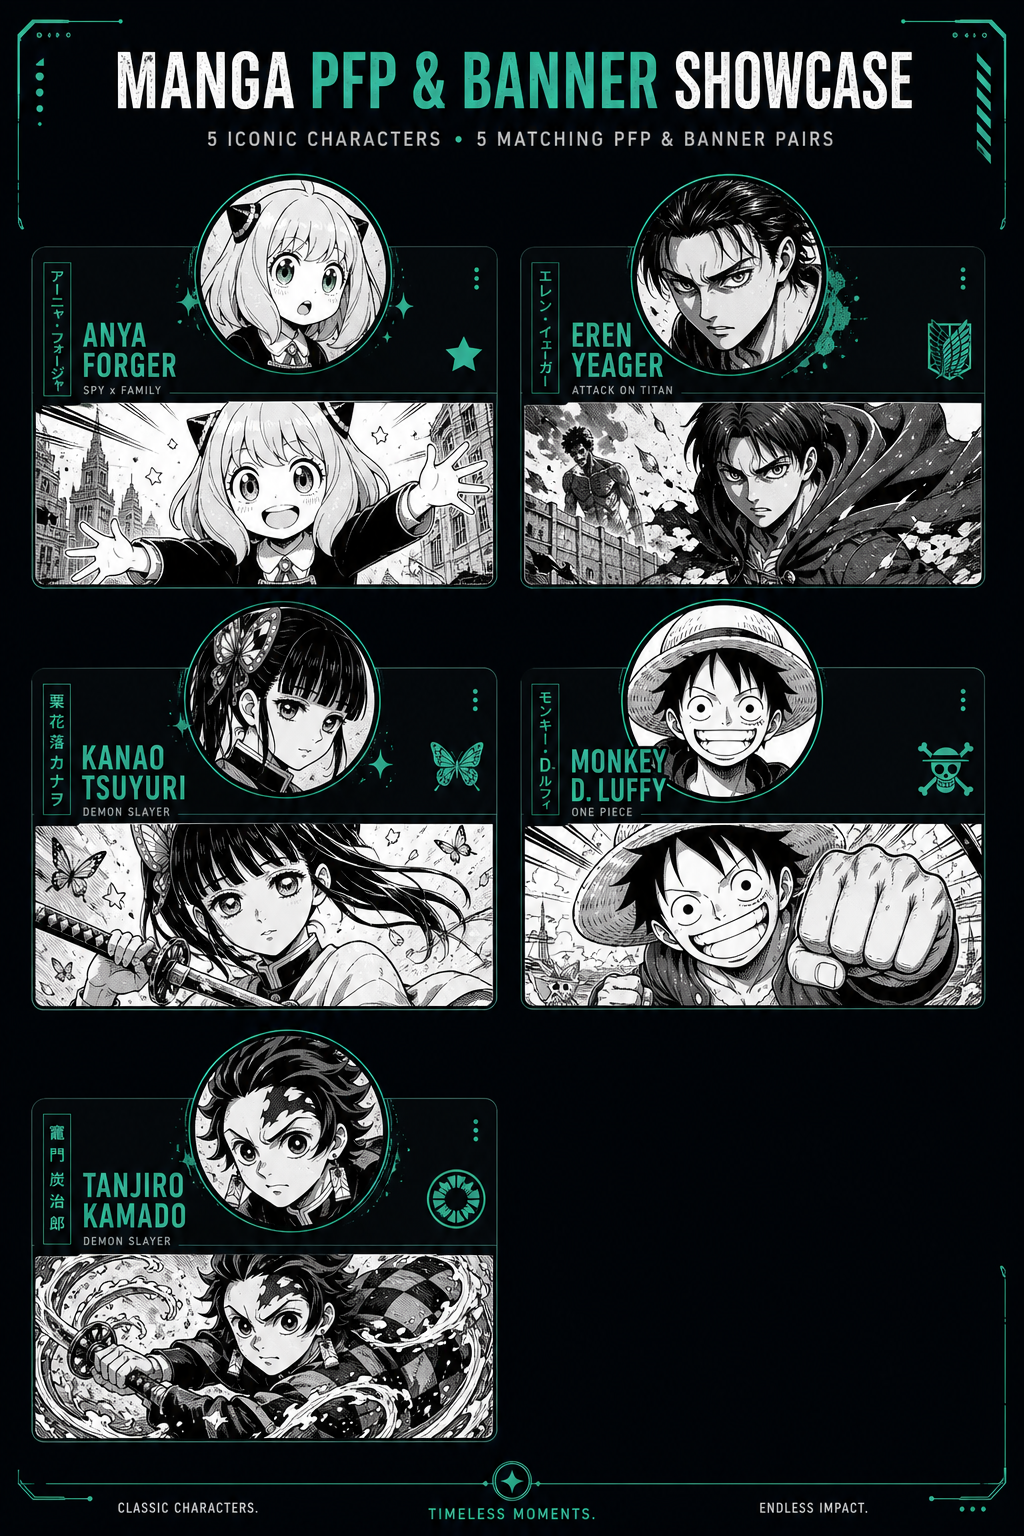 MANGA PFP & BANNER SHOWCASE
5 ICONIC CHARACTERS • 5 MATCHING PFP & BANNER PAIRS
アーニャ・フォージャー
ANYA
FORGER
SPY x FAMILY
エレン・イェーガー
EREN
YEAGER
ATTACK ON TITAN
栗花落カナヲ
KANAO
TSUYURI
DEMON SLAYER
モンキー・D・ルフィ
MONKEY
D. LUFFY
ONE PIECE
竈門炭治郎
TANJIRO
KAMADO
DEMON SLAYER
CLASSIC CHARACTERS.
TIMELESS MOMENTS.
ENDLESS IMPACT.